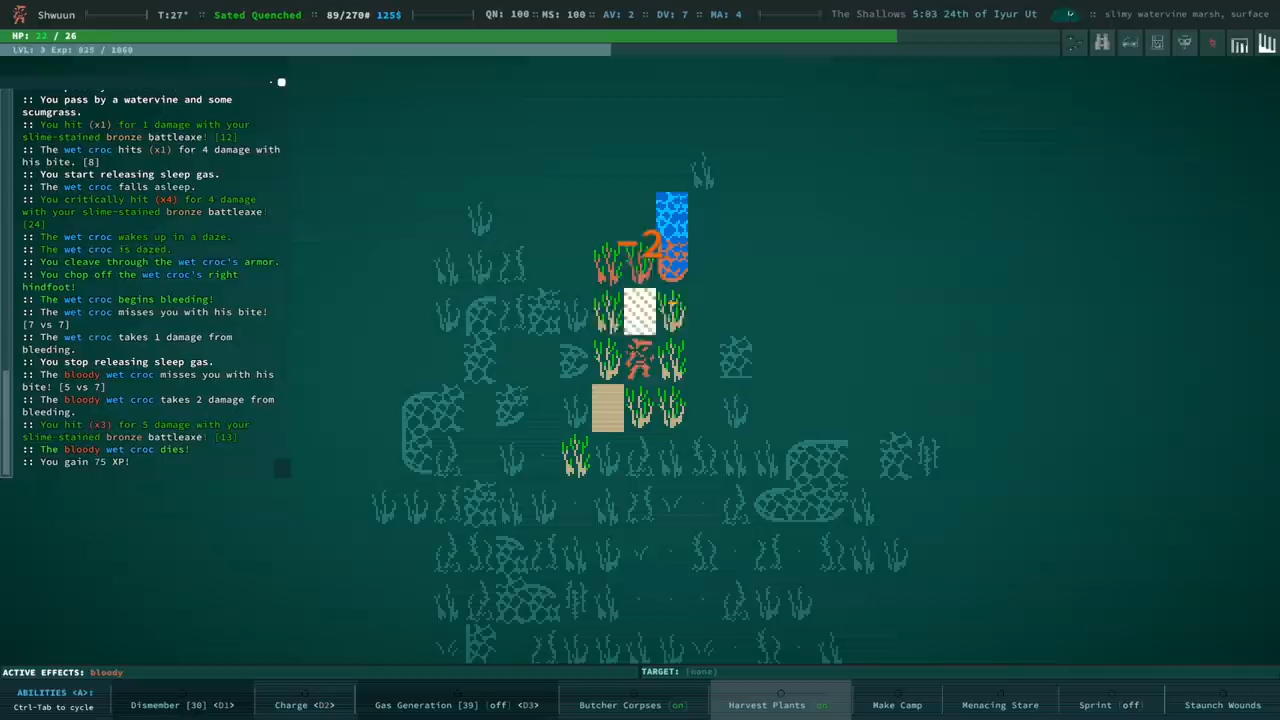 Shwuun T:27° :: Sated Quenched :: 89/270# 125$ QN: 100 :: MS: 100 :: AV: 2 :: DV: 7 :: MA: 4 The Shallows 5:03 24th of Iyur Ut :: slimy watervine marsh, surface
HP: 22 / 26
LVL: 3 Exp: 825 / 1060
:: You pass by a watervine and some
scumgrass.
:: You hit (x1) for 1 damage with your
slime-stained bronze battleaxe! [12]
:: The wet croc hits (x1) for 4 damage with
his bite. [8]
:: You start releasing sleep gas.
:: The wet croc falls asleep.
:: You critically hit (x4) for 4
damage with your slime-stained bronze battleaxe!
[24]
:: The wet croc wakes up in a daze.
:: The wet croc is dazed.
:: You cleave through the wet croc's armor.
:: You chop off the wet croc's right
hindfoot!
:: The wet croc begins bleeding!
:: The wet croc misses you with his bite!
[7 vs 7]
:: The wet croc takes 1 damage from
bleeding.
:: You stop releasing sleep gas.
:: The bloody wet croc misses you with his
bite! [5 vs 7]
:: The bloody wet croc takes 2 damage from
bleeding.
:: You hit (x3) for 5 damage with your
slime-stained bronze battleaxe! [13]
:: The bloody wet croc dies!
:: You gain 75 XP!
-2
ACTIVE EFFECTS: bloody TARGET: [none]
ABILITIES <A>:
Ctrl-Tab to cycle
Dismember [30] <D1> Charge <D2> Gas Generation [39] [off] <D3> Butcher Corpses [on] Harvest Plants on Make Camp Menacing Stare Sprint [off] Staunch Wounds